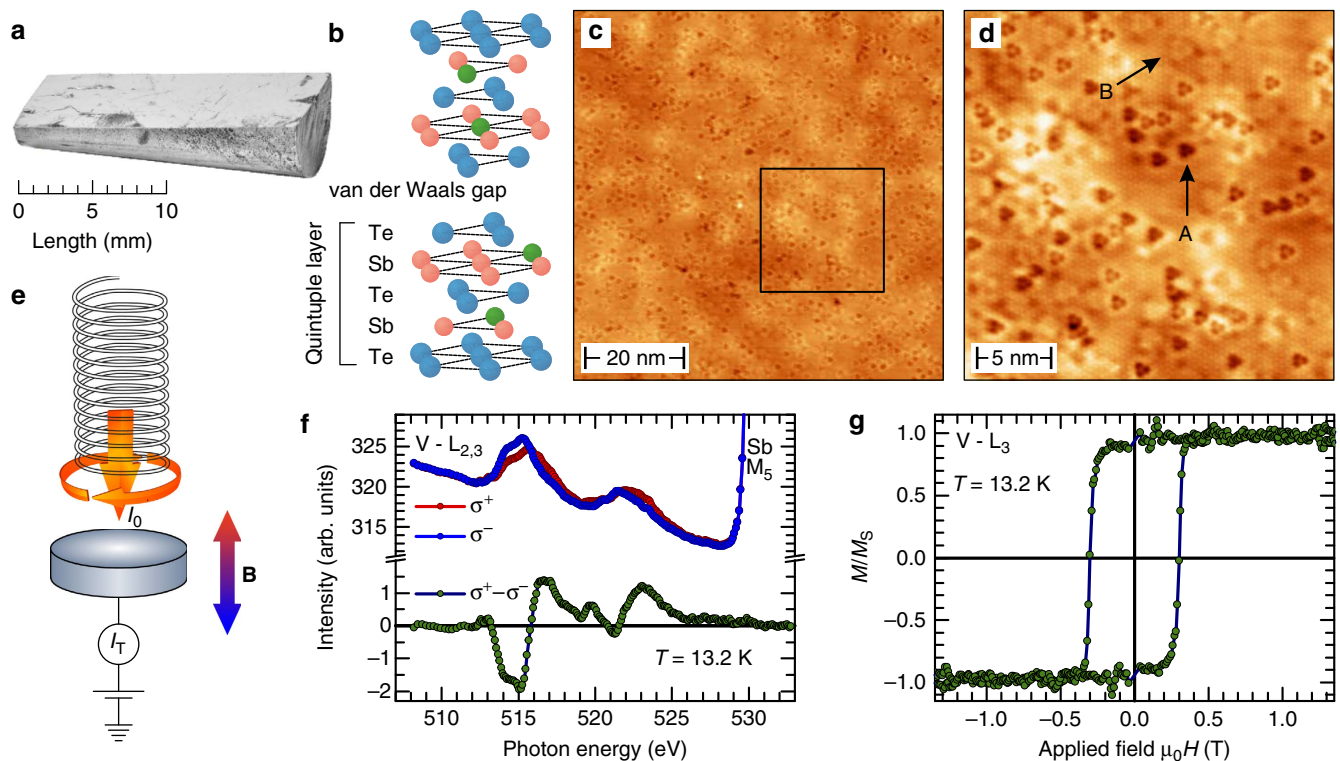 a
0 5 10
Length (mm)
b
van der Waals gap
Quintuple layer
Te
Sb
Te
Sb
Te
c
20 nm
d
B
A
5 nm
e
I₀
B
I_T
f
V - L₂,₃
Sb
M₅
σ⁺
σ⁻
σ⁺−σ⁻
T = 13.2 K
325
320
315
1
0
−1
−2
Intensity (arb. units)
510 515 520 525 530
Photon energy (eV)
g
V - L₃
T = 13.2 K
1.0
0.5
0.0
−0.5
−1.0
M/M_S
−1.0 −0.5 0.0 0.5 1.0
Applied field μ₀H (T)